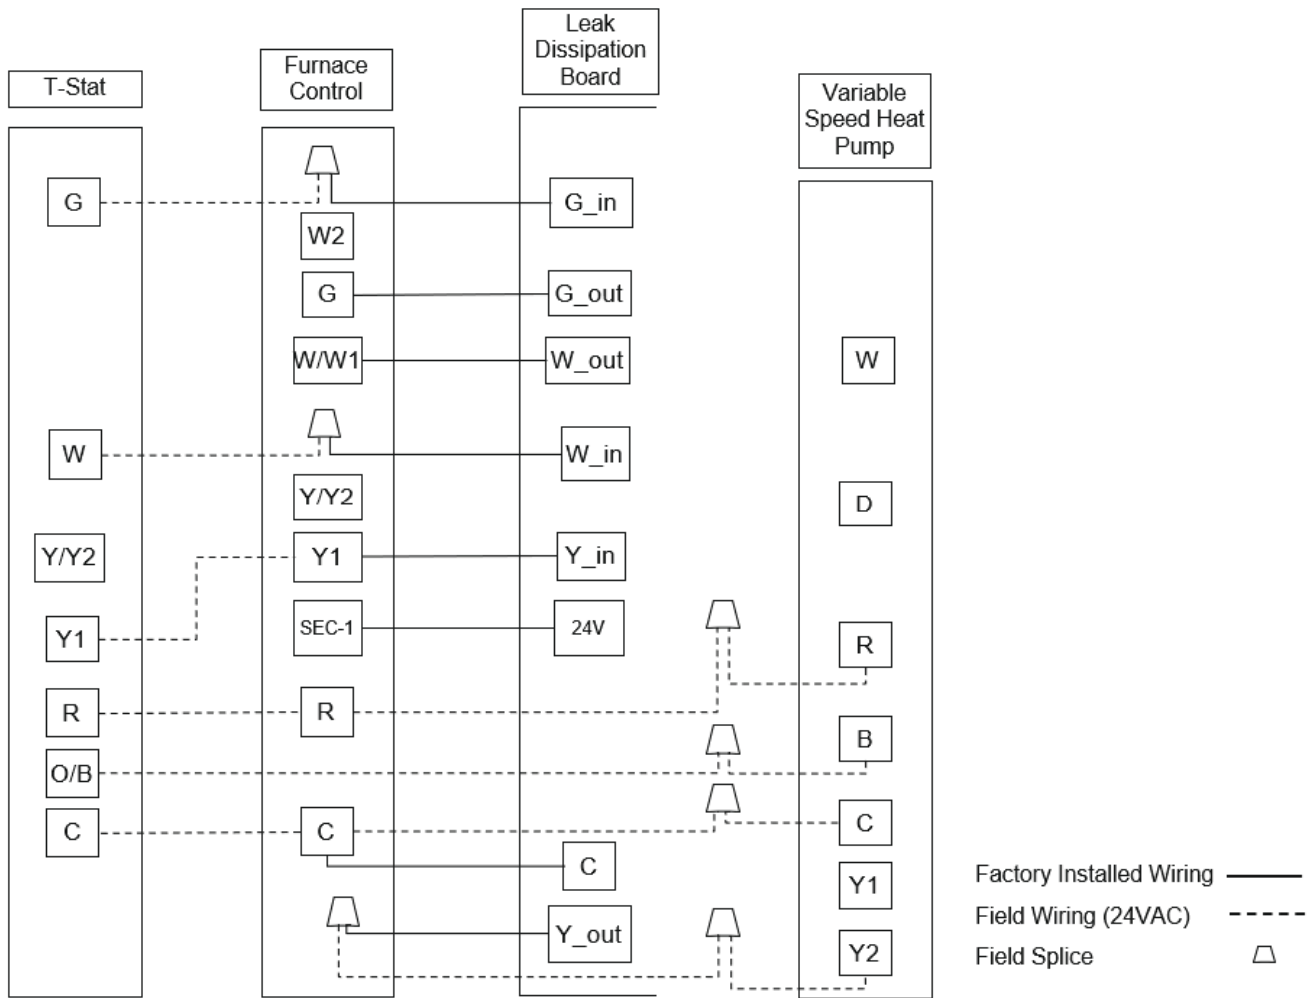 T-Stat
G
W
Y/Y2
Y1
R
O/B
C
Furnace
Control
W2
G
W/W1
Y/Y2
Y1
SEC-1
R
C
Leak
Dissipation
Board
G_in
G_out
W_out
W_in
Y_in
24V
C
Y_out
Variable
Speed Heat
Pump
W
D
R
B
C
Y1
Y2
Factory Installed Wiring
Field Wiring (24VAC)
Field Splice